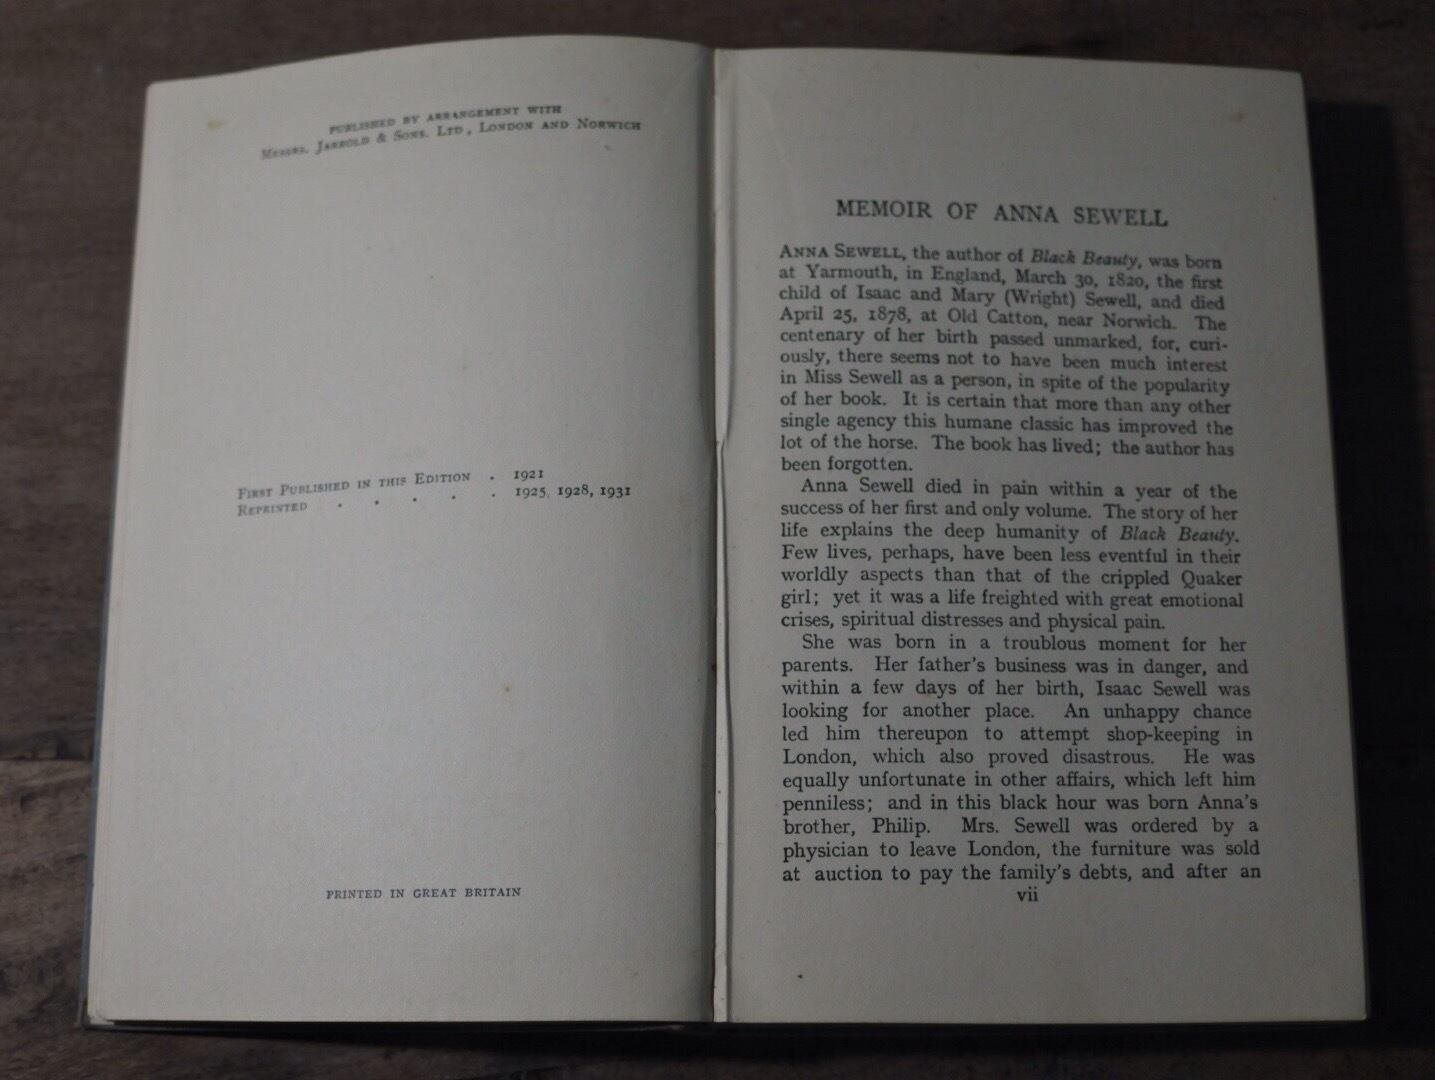 PUBLISHED BY ARRANGEMENT WITH
MESSRS. JARROLD & SONS. LTD, LONDON AND NORWICH
FIRST PUBLISHED IN THIS EDITION . 1921
REPRINTED . . . . . 1925, 1928, 1931
PRINTED IN GREAT BRITAIN
MEMOIR OF ANNA SEWELL
ANNA SEWELL, the author of Black Beauty, was born
at Yarmouth, in England, March 30, 1820, the first
child of Isaac and Mary (Wright) Sewell, and died
April 25, 1878, at Old Catton, near Norwich. The
centenary of her birth passed unmarked, for, curi-
ously, there seems not to have been much interest
in Miss Sewell as a person, in spite of the popularity
of her book. It is certain that more than any other
single agency this humane classic has improved the
lot of the horse. The book has lived; the author has
been forgotten.
Anna Sewell died in pain within a year of the
success of her first and only volume. The story of her
life explains the deep humanity of Black Beauty.
Few lives, perhaps, have been less eventful in their
worldly aspects than that of the crippled Quaker
girl; yet it was a life freighted with great emotional
crises, spiritual distresses and physical pain.
She was born in a troublous moment for her
parents. Her father's business was in danger, and
within a few days of her birth, Isaac Sewell was
looking for another place. An unhappy chance
led him thereupon to attempt shop-keeping in
London, which also proved disastrous. He was
equally unfortunate in other affairs, which left him
penniless; and in this black hour was born Anna's
brother, Philip. Mrs. Sewell was ordered by a
physician to leave London, the furniture was sold
at auction to pay the family's debts, and after an
vii